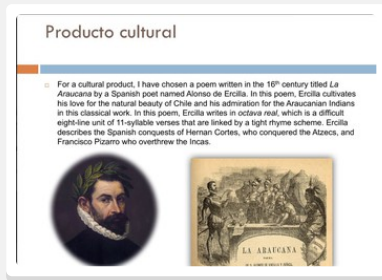 Producto cultural
For a cultural product, I have chosen a poem written in the 16th century titled La
Araucana by a Spanish poet named Alonso de Ercilla. In this poem, Ercilla cultivates
his love for the natural beauty of Chile and his admiration for the Araucanian Indians
in this classical work. In this poem, Ercilla writes in octava real, which is a difficult
eight-line unit of 11-syllable verses that are linked by a tight rhyme scheme. Ercilla
describes the Spanish conquests of Hernan Cortes, who conquered the Atzecs, and
Francisco Pizarro who overthrew the Incas.
LA ARAUCANA